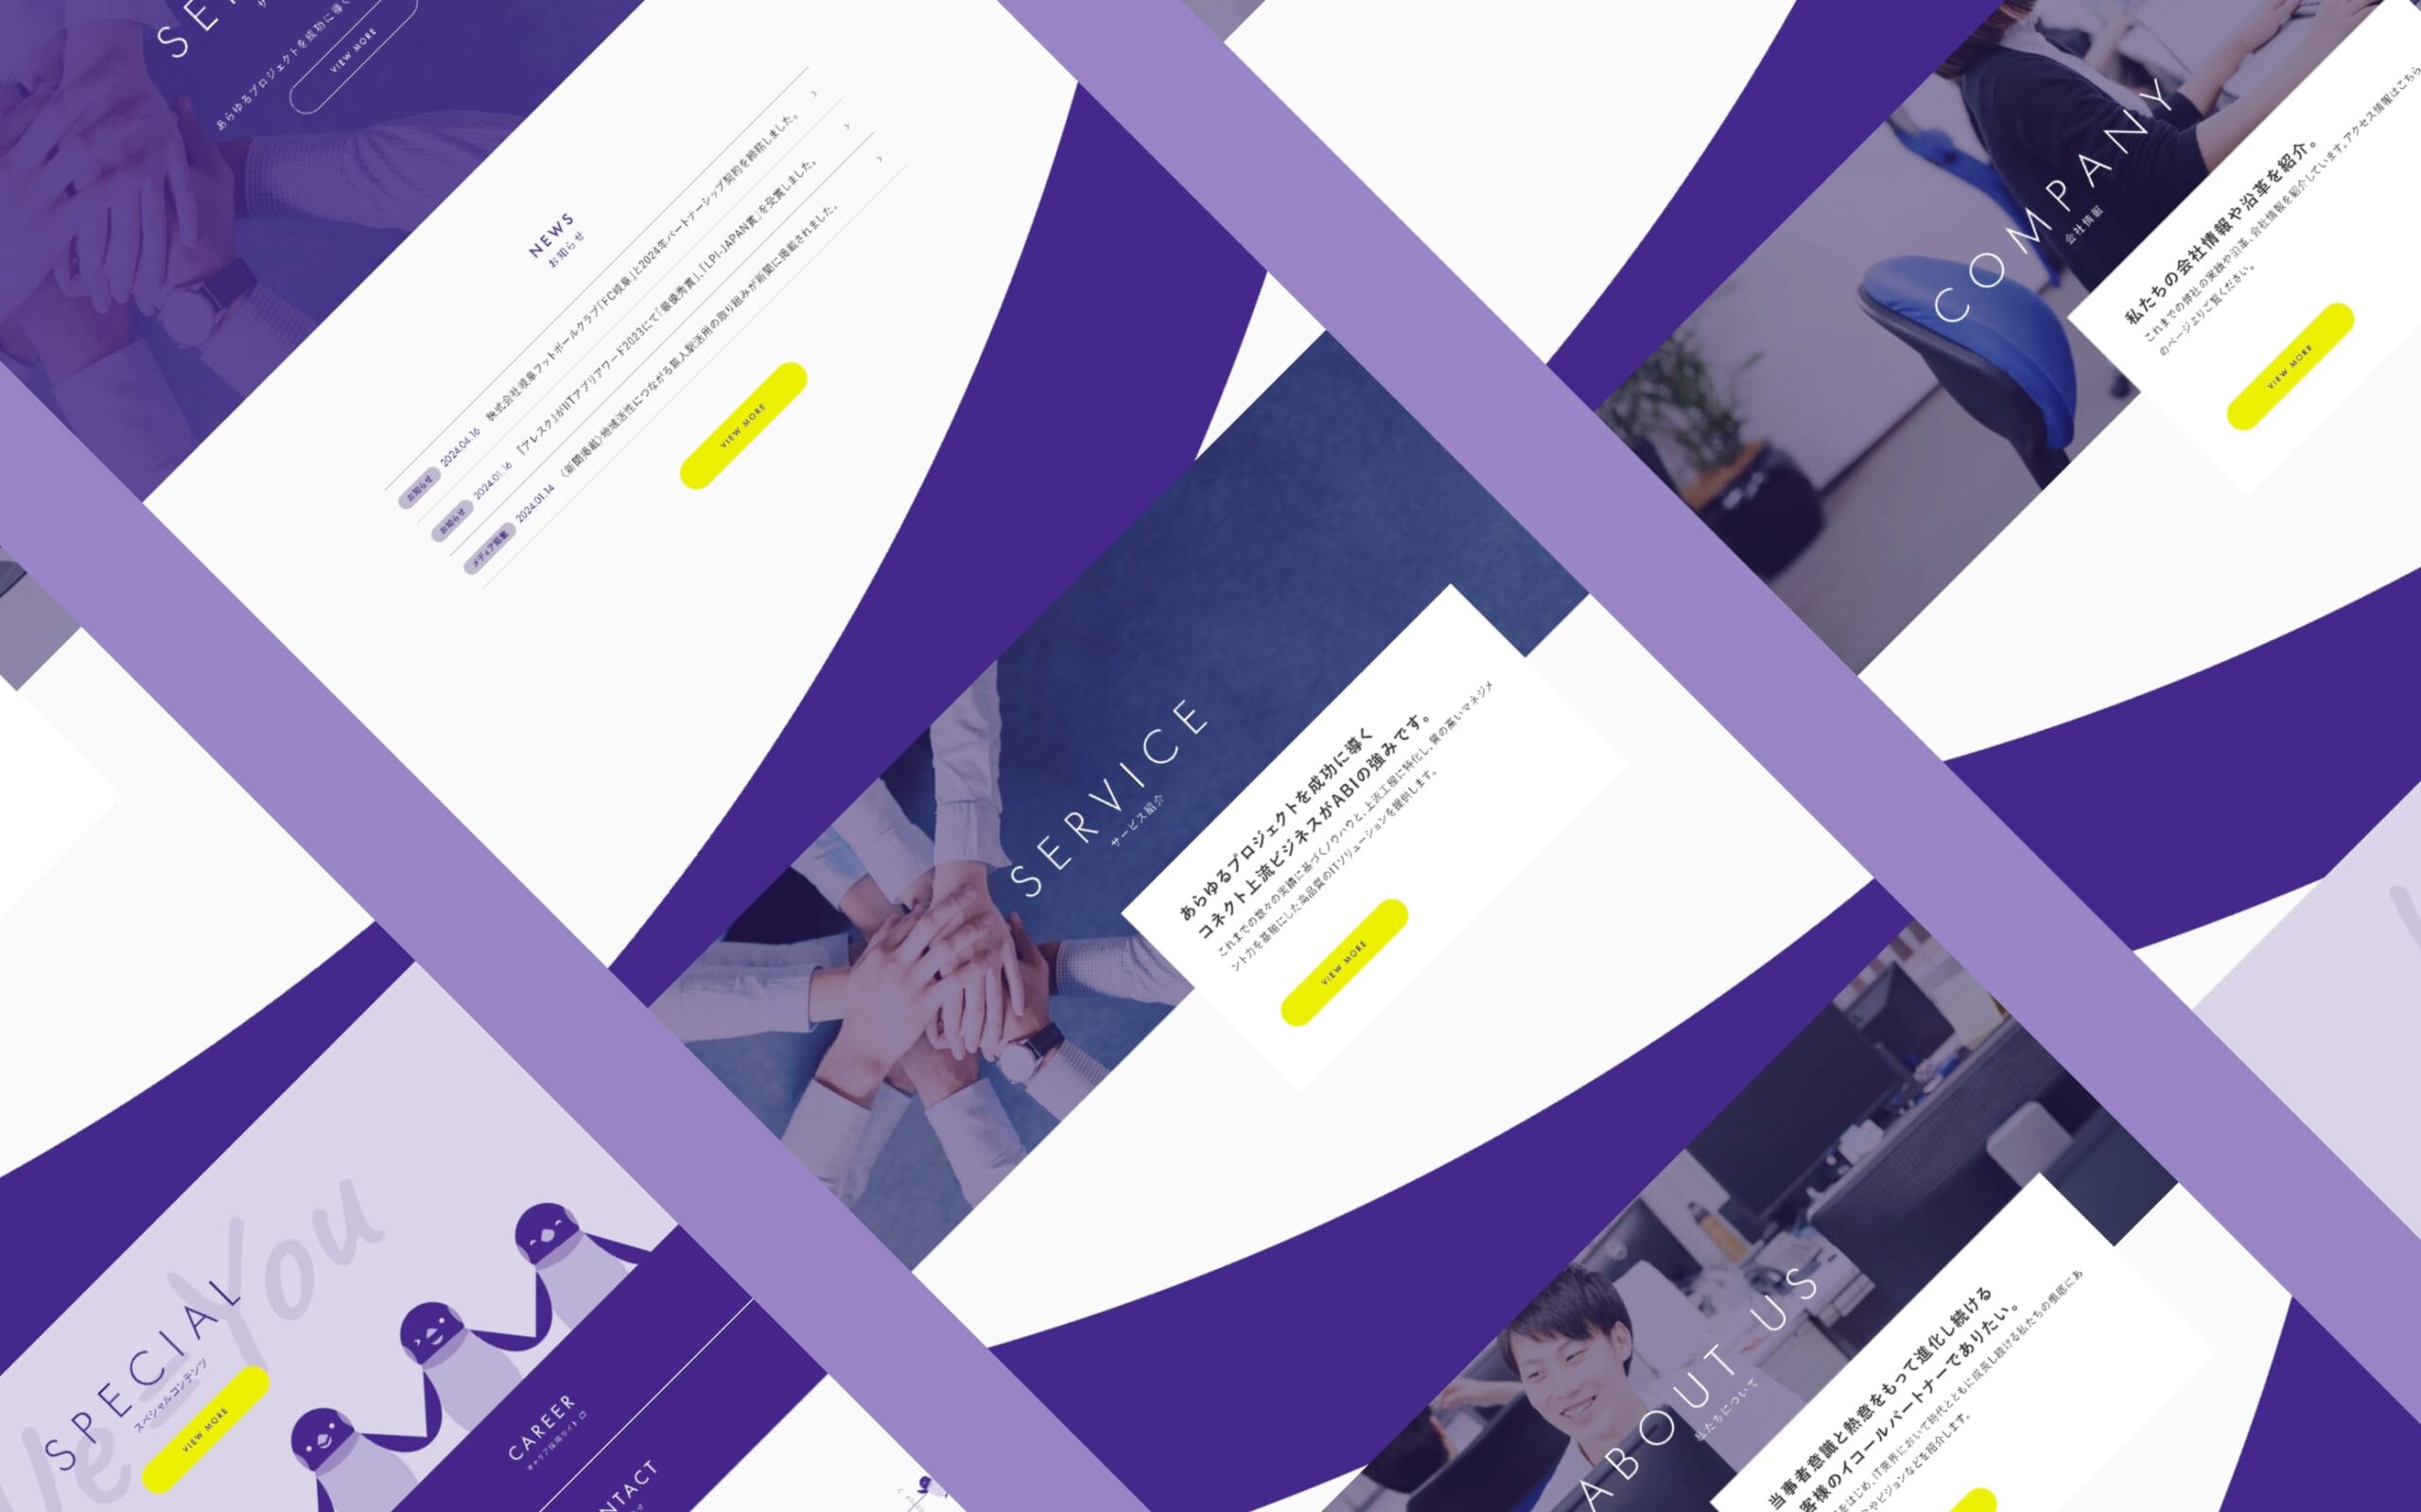 あらゆるプロジェクトを成功に導く
VIEW MORE
NEWS
お知らせ
お知らせ 2024.04.16 株式会社岐阜フットボールクラブ「FC岐阜」と2024年パートナーシップ契約を締結しました。
お知らせ 2024.01.16 『アレスク』がIITアプリアワード2023にて「最優秀賞」、「LPI-JAPAN賞」を受賞しました。
メディア掲載 2024.01.14 〈新聞掲載〉地域活性につながる無人駅活用の取り組みが新聞に掲載されました。
VIEW MORE
SERVICE
サービス紹介
あらゆるプロジェクトを成功に導く
コネクト上流ビジネスがABIの強みです。
これまでの数々の実績に基づくノウハウと、上流工程に特化し、質の高いマネジメ
ント力を基軸にした高品質のITソリューションを提供します。
VIEW MORE
COMPANY
会社情報
私たちの会社情報や沿革を紹介。
これまでの弊社の実績や沿革、会社情報を紹介しています。アクセス情報はこちら
のページよりご覧ください。
VIEW MORE
You
SPECIAL
スペシャルコンテンツ
VIEW MORE
CAREER
キャリア採用サイト
NTACT
ABOUT US
私たちについて
当事者意識と熱意をもって進化し続ける
客様のイコールパートナーでありたい。
をはじめ、IT業界において時代とともに成長し続ける私たちの根底にあ
やビジョンなどを紹介します。